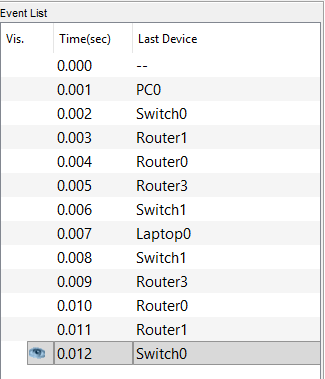 Event List
Vis. Time(sec) Last Device
0.000 --
0.001 PC0
0.002 Switch0
0.003 Router1
0.004 Router0
0.005 Router3
0.006 Switch1
0.007 Laptop0
0.008 Switch1
0.009 Router3
0.010 Router0
0.011 Router1
0.012 Switch0